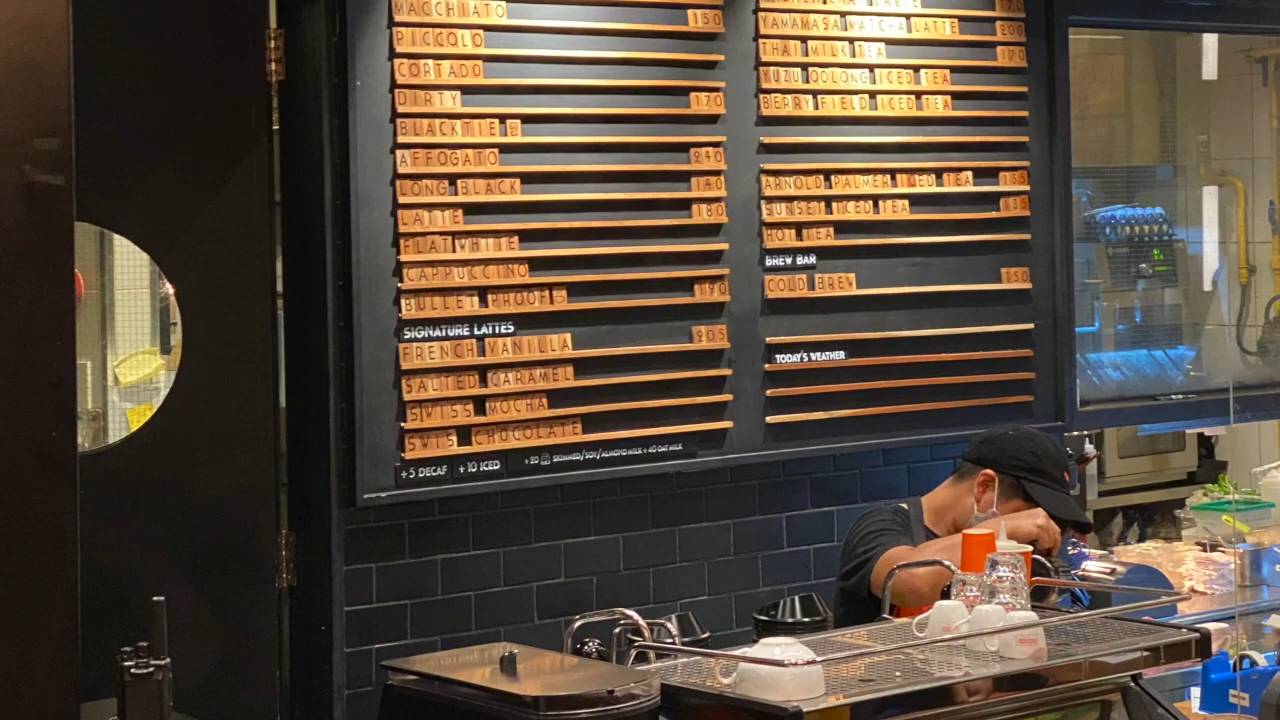 MACCHIATO 150
PICCOLO
CORTADO
DIRTY 170
BLACKTIE
AFFOGATO 240
LONG BLACK 140
LATTE 180
FLAT WHITE
CAPPUCCINO
BULLET PROOF 190
SIGNATURE LATTES
FRENCH VANILLA 205
SALTED CARAMEL
SWISS MOCHA
SWIS CHOCOLATE
+5 DECAF +10 ICED +20 SKIMMED/SOY/ALMOND MILK +40 OAT MILK
LATTE 170
YAMAMASA MATCHA LATTE 200
THAI MILK TEA 170
YUZU OOLONG ICED TEA
BERRY FIELD ICED TEA
ARNOLD PALMER ICED TEA 135
SUNSET ICED TEA 135
HOT TEA
BREW BAR
COLD BREW 150
TODAY'S WEATHER